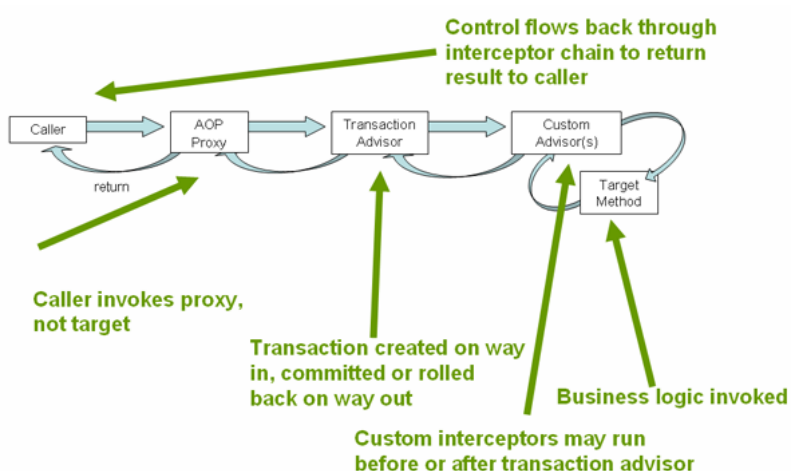 Control flows back through
interceptor chain to return
result to caller
Caller
AOP
Proxy
Transaction
Advisor
Custom
Advisor(s)
return
Target
Method
Caller invokes proxy,
not target
Transaction created on way
in, committed or rolled
back on way out
Business logic invoked
Custom interceptors may run
before or after transaction advisor